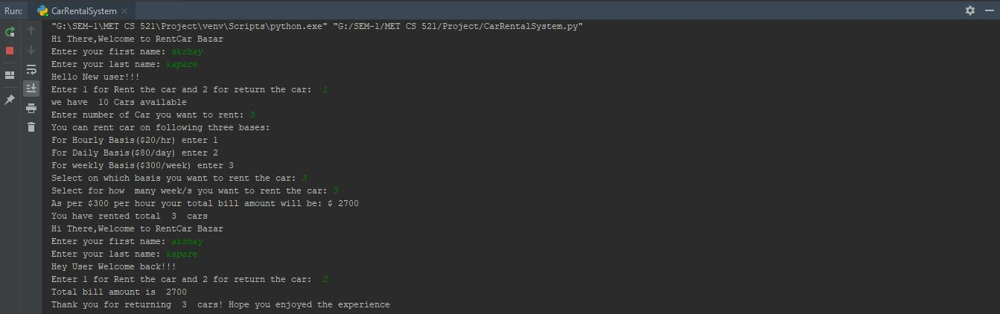 Run: CarRentalSystem
"G:\SEM-1\MET CS 521\Project\venv\Scripts\python.exe" "G:/SEM-1/MET CS 521/Project/CarRentalSystem.py"
Hi There,Welcome to RentCar Bazar
Enter your first name: akshay
Enter your last name: kapare
Hello New user!!!
Enter 1 for Rent the car and 2 for return the car:  1
we have  10 Cars available
Enter number of Car you want to rent: 3
You can rent car on following three bases:
For Hourly Basis($20/hr) enter 1
For Daily Basis($80/day) enter 2
For weekly Basis($300/week) enter 3
Select on which basis you want to rent the car: 3
Select for how  many week/s you want to rent the car: 3
As per $300 per hour your total bill amount will be: $ 2700
You have rented total  3  cars
Hi There,Welcome to RentCar Bazar
Enter your first name: akshay
Enter your last name: kapare
Hey User Welcome back!!!
Enter 1 for Rent the car and 2 for return the car:  2
Total bill amount is  2700
Thank you for returning  3  cars! Hope you enjoyed the experience